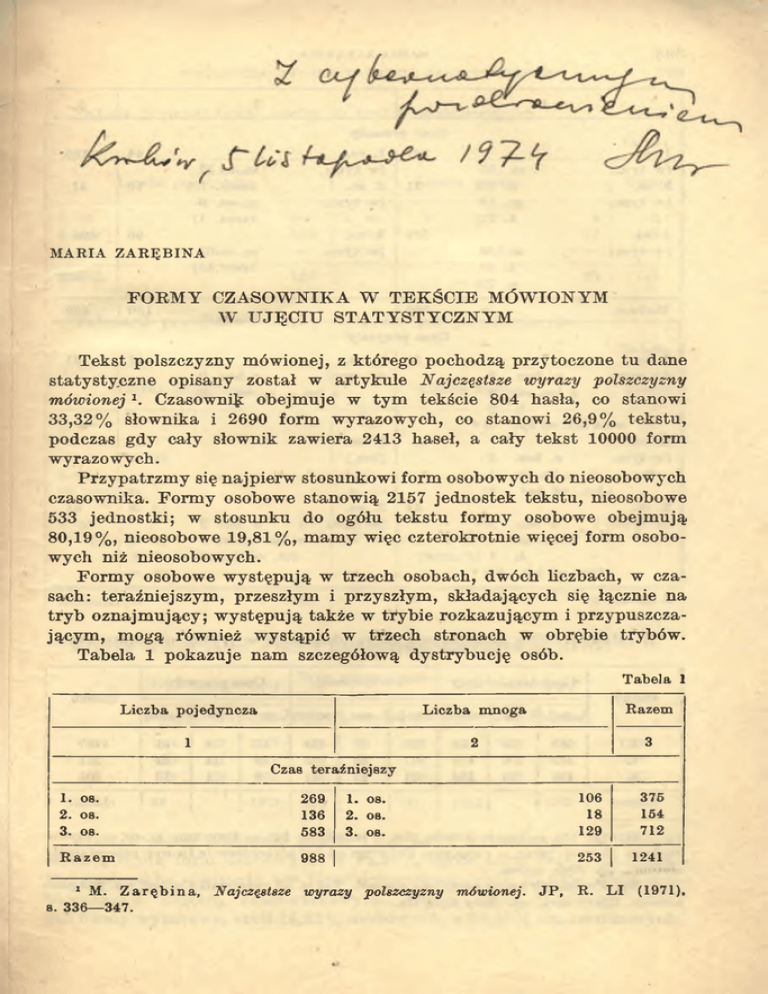 Z cybernetycznym
pozdrowieniem
Kraków, 5 listopada 1974
MARIA ZARĘBINA
FORMY CZASOWNIKA W TEKŚCIE MÓWIONYM
W UJĘCIU STATYSTYCZNYM
Tekst polszczyzny mówionej, z którego pochodzą przytoczone tu dane
statystyczne opisany został w artykule Najczęstsze wyrazy polszczyzny
mówionej ¹. Czasownik obejmuje w tym tekście 804 hasła, co stanowi
33,32% słownika i 2690 form wyrazowych, co stanowi 26,9% tekstu,
podczas gdy cały słownik zawiera 2413 haseł, a cały tekst 10000 form
wyrazowych.
Przypatrzmy się najpierw stosunkowi form osobowych do nieosobowych
czasownika. Formy osobowe stanowią 2157 jednostek tekstu, nieosobowe
533 jednostki; w stosunku do ogółu tekstu formy osobowe obejmują
80,19%, nieosobowe 19,81%, mamy więc czterokrotnie więcej form osobo-
wych niż nieosobowych.
Formy osobowe występują w trzech osobach, dwóch liczbach, w cza-
sach: teraźniejszym, przeszłym i przyszłym, składających się łącznie na
tryb oznajmujący; występują także w trybie rozkazującym i przypuszcza-
jącym, mogą również wystąpić w trzech stronach w obrębie trybów.
Tabela 1 pokazuje nam szczegółową dystrybucję osób.
Tabela 1
Liczba pojedyncza Liczba mnoga Razem
1 2 3
Czas teraźniejszy
1. os. 269 1. os. 106 375
2. os. 136 2. os. 18 154
3. os. 583 3. os. 129 712
Razem 988 253 1241
¹ M. Zarębina, Najczęstsze wyrazy polszczyzny mówionej. JP, R. LI (1971),
s. 336—347.